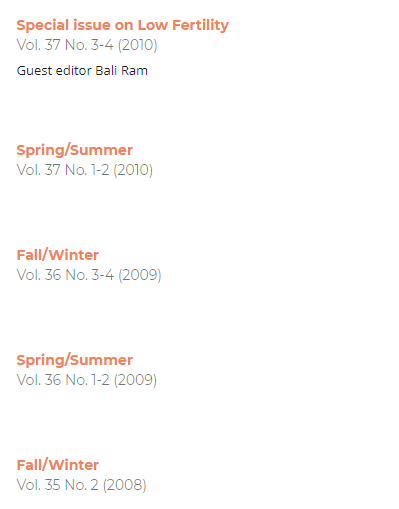 Special issue on Low Fertility
Vol. 37 No. 3-4 (2010)
Guest editor Bali Ram
Spring/Summer
Vol. 37 No. 1-2 (2010)
Fall/Winter
Vol. 36 No. 3-4 (2009)
Spring/Summer
Vol. 36 No. 1-2 (2009)
Fall/Winter
Vol. 35 No. 2 (2008)